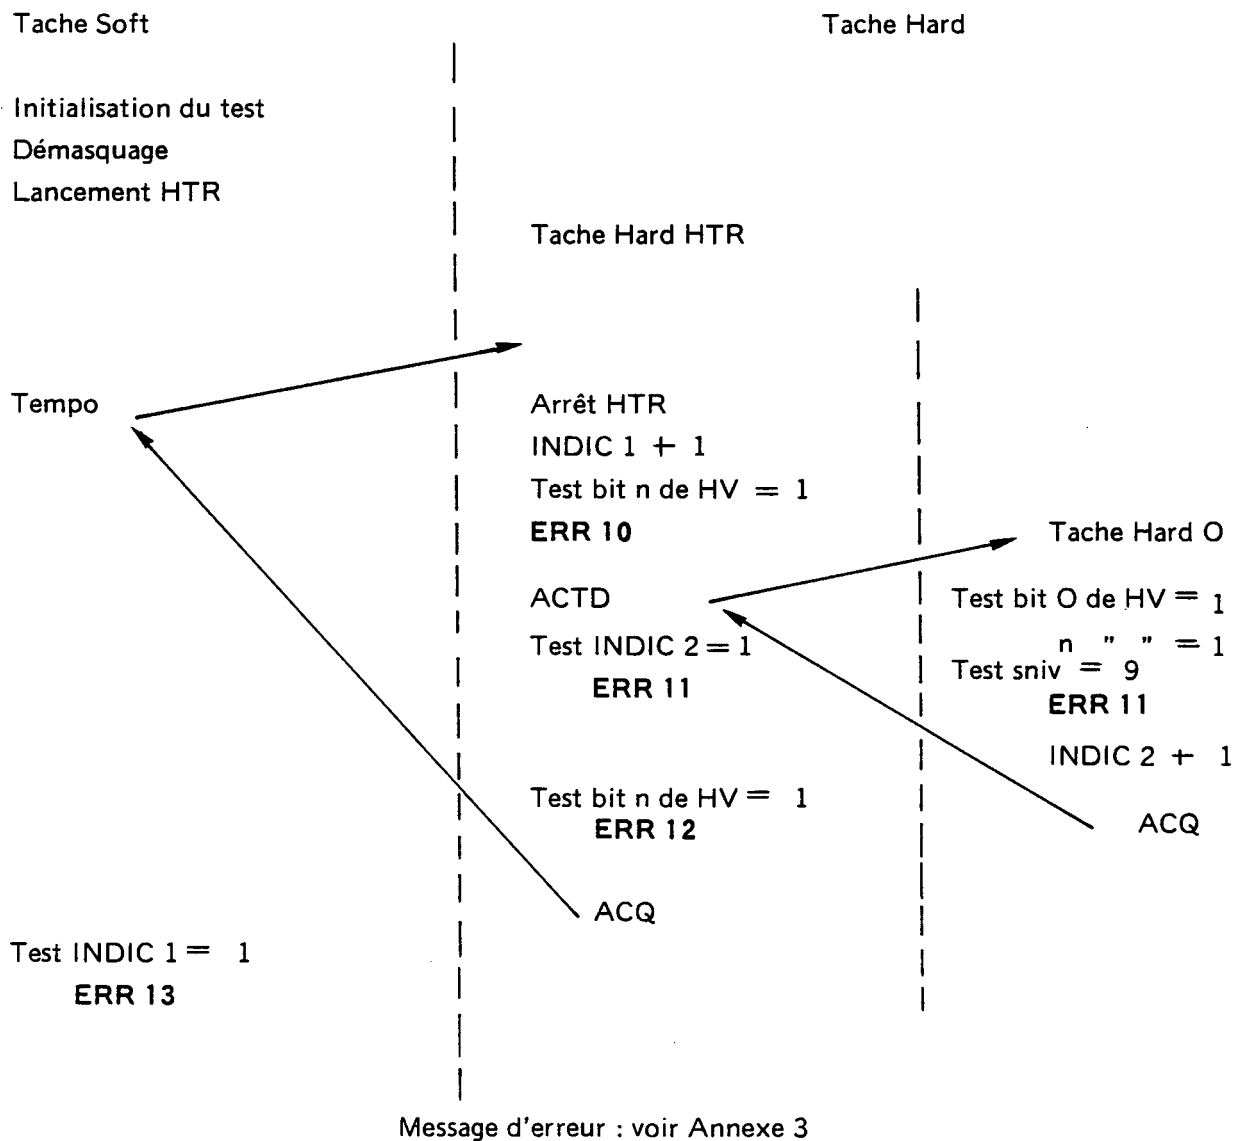 Tache Soft
Tache Hard
Initialisation du test
Démasquage
Lancement HTR
Tache Hard HTR
Tempo
Arrêt HTR
INDIC 1 + 1
Test bit n de HV = 1
ERR 10
ACTD
Test INDIC 2 = 1
ERR 11
Test bit n de HV = 1
ERR 12
ACQ
Tache Hard O
Test bit O de HV = 1
n " " = 1
Test sniv = 9
ERR 11
INDIC 2 + 1
ACQ
Test INDIC 1 = 1
ERR 13
Message d'erreur : voir Annexe 3